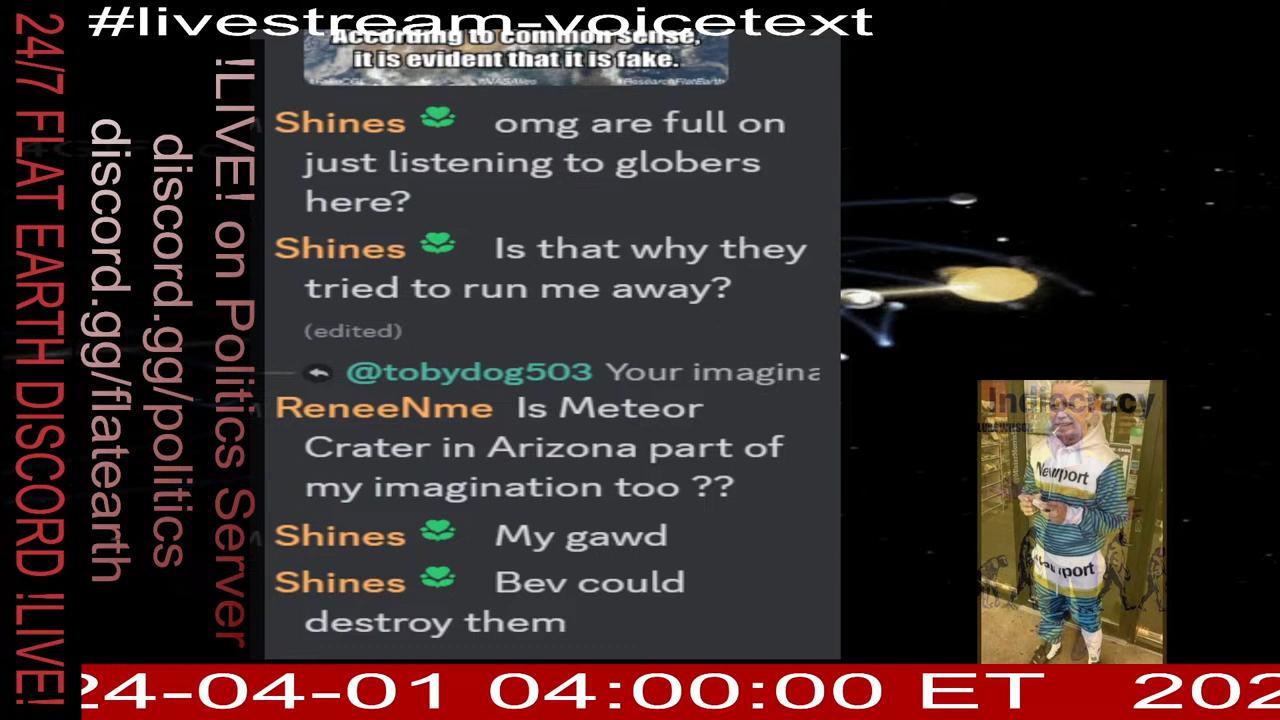 #livestream-voicetext
24/7 FLAT EARTH DISCORD !LIVE!
discord.gg/flatearth
discord.gg/politics
!LIVE! on Politics Server
According to common sense,
it is evident that it is fake.
Shines omg are full on
just listening to globers
here?
Shines Is that why they
tried to run me away?
(edited)
@tobydog503 Your imagina
ReneeNme Is Meteor
Crater in Arizona part of
my imagination too ??
Shines My gawd
Shines Bev could
destroy them
Indiocracy
LUKE WILSON
Newport
Newport
24-04-01 04:00:00 ET 202